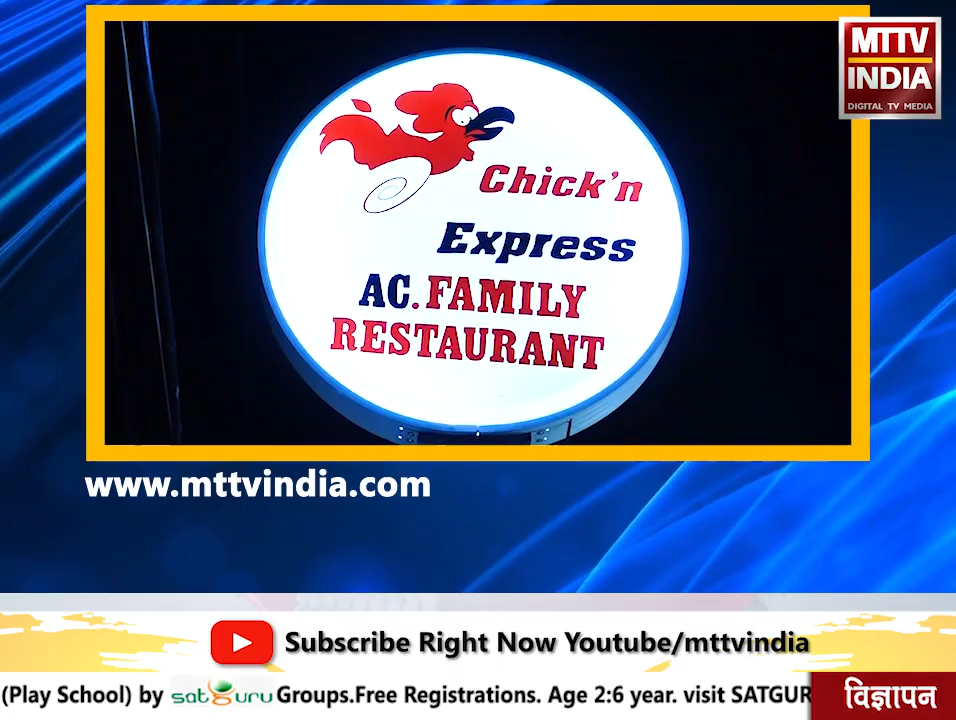 MTTV
INDIA
DIGITAL TV MEDIA
Chick'n
Express
AC. FAMILY
RESTAURANT
www.mttvindia.com
Subscribe Right Now Youtube/mttvindia
(Play School) by satguru Groups.Free Registrations. Age 2:6 year. visit SATGUR
विज्ञापन